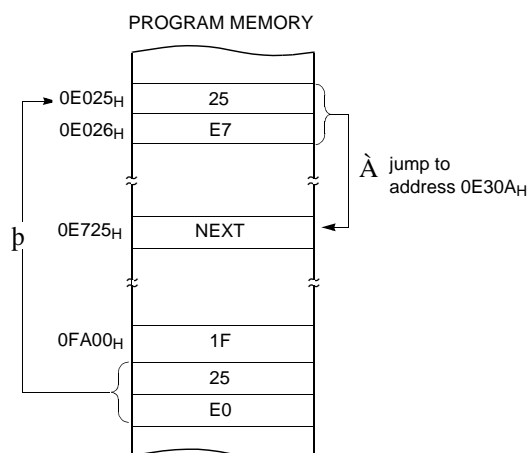 PROGRAM MEMORY
0E025H 25
0E026H E7
À jump to
address 0E30AH
0E725H NEXT
þ
0FA00H 1F
25
E0